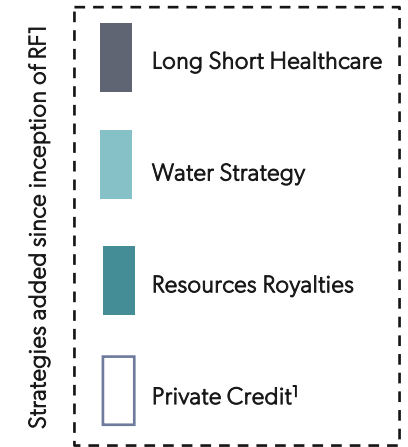 Strategies added since inception of RF1
Long Short Healthcare
Water Strategy
Resources Royalties
Private Credit¹